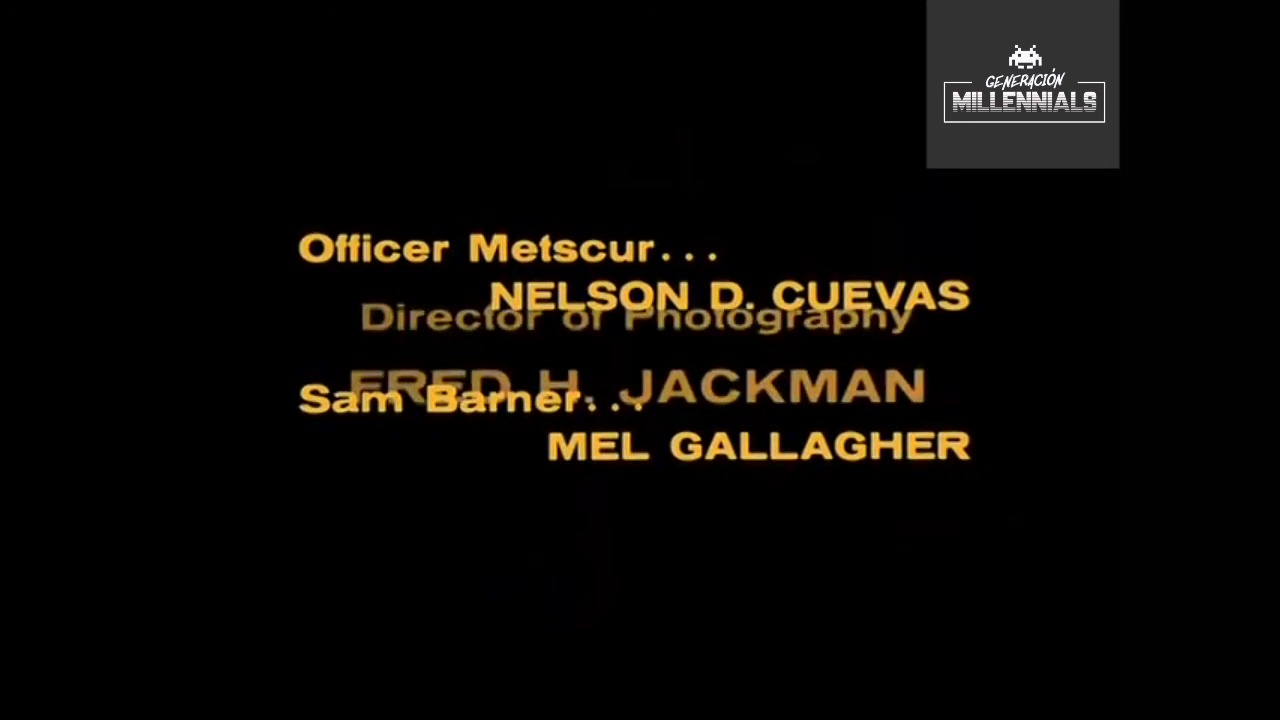 GENERACIÓN
MILLENNIALS
Officer Metscur...
NELSON D. CUEVAS
Director of Photography
FRED H. JACKMAN
Sam Barner...
MEL GALLAGHER